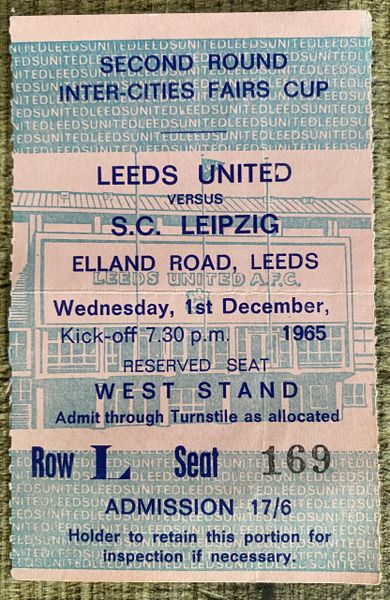 SECOND ROUND
INTER-CITIES FAIRS CUP
LEEDS UNITED
VERSUS
S.C. LEIPZIG
ELLAND ROAD, LEEDS
LEEDS UNITED A.F.C.
Wednesday, 1st December,
Kick-off 7.30 p.m. 1965
RESERVED SEAT
WEST STAND
Admit through Turnstile as allocated
Row L Seat 169
ADMISSION 17/6
Holder to retain this portion for
inspection if necessary.